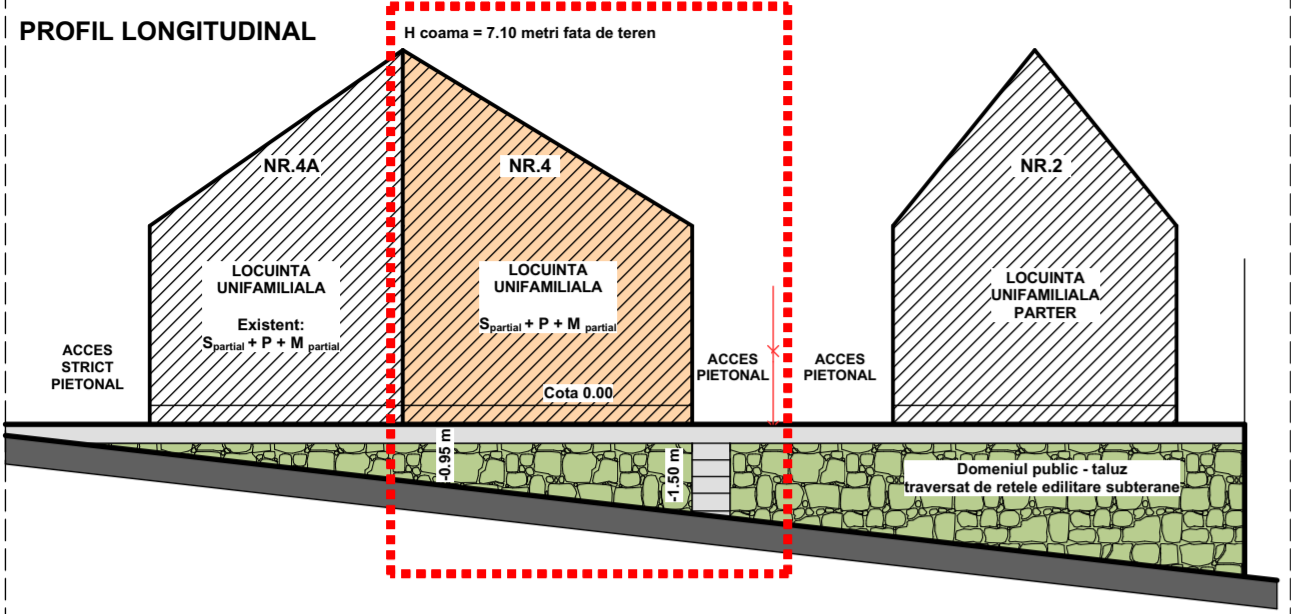 PROFIL LONGITUDINAL
H coama = 7.10 metri fata de teren
NR.4A
NR.4
NR.2
LOCUINTA
UNIFAMILIALA
Existent:
Spartial + P + M partial
LOCUINTA
UNIFAMILIALA
Spartial + P + M partial
LOCUINTA
UNIFAMILIALA
PARTER
ACCES
STRICT
PIETONAL
ACCES
PIETONAL
ACCES
PIETONAL
Cota 0.00
-0.95 m
-1.50 m
Domeniul public - taluz
traversat de retele edilitare subterane